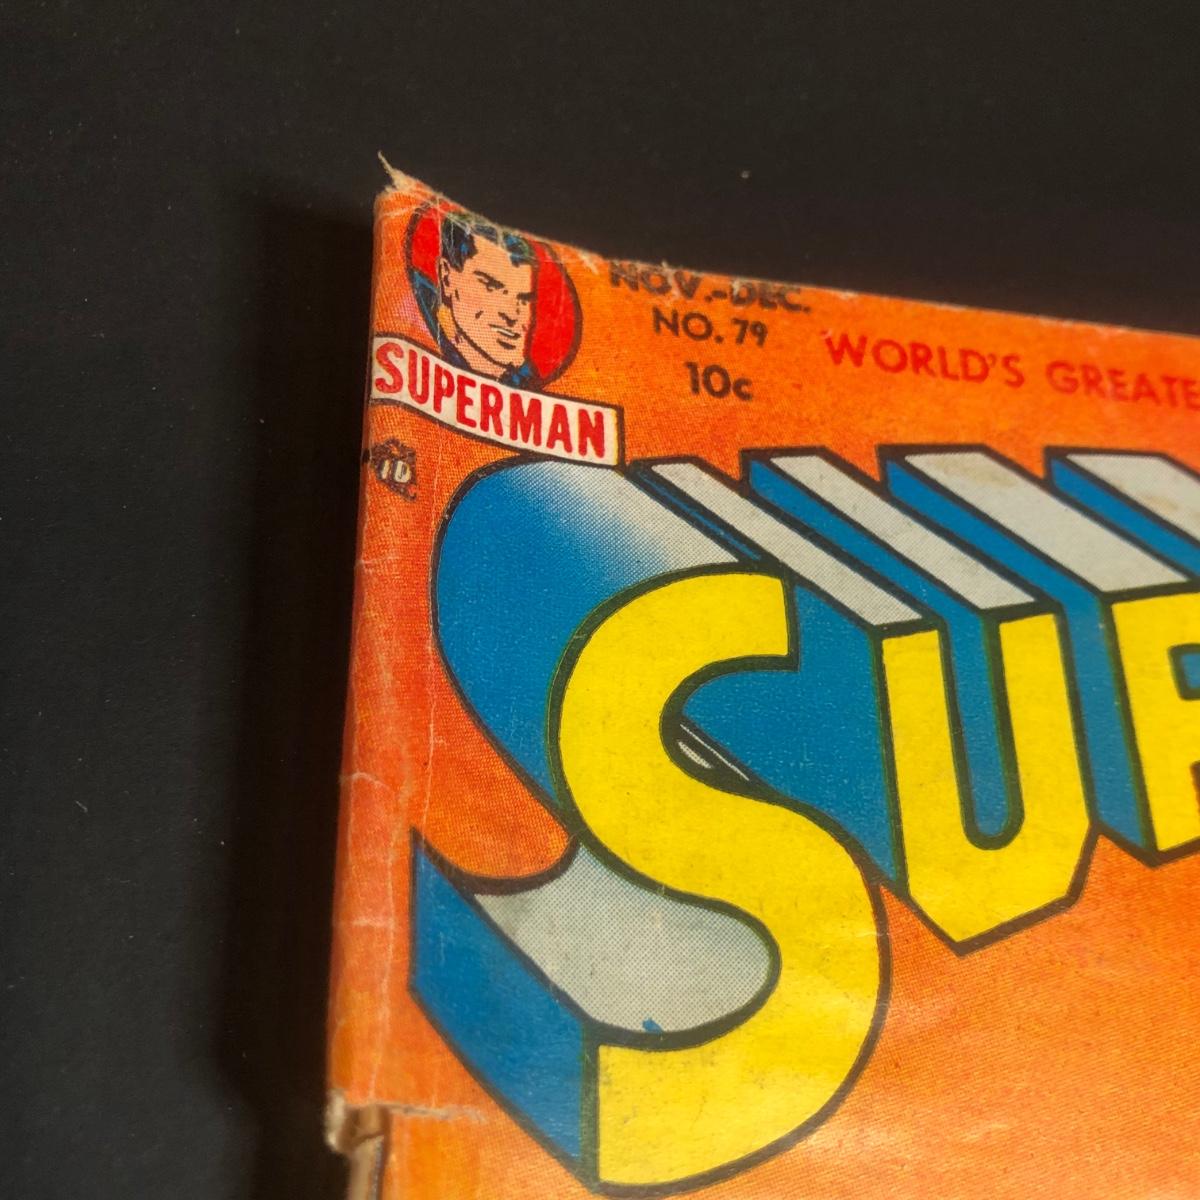 NOV.-DEC.
NO. 79
10c
WORLD'S GREATE
SUPERMAN
SUP